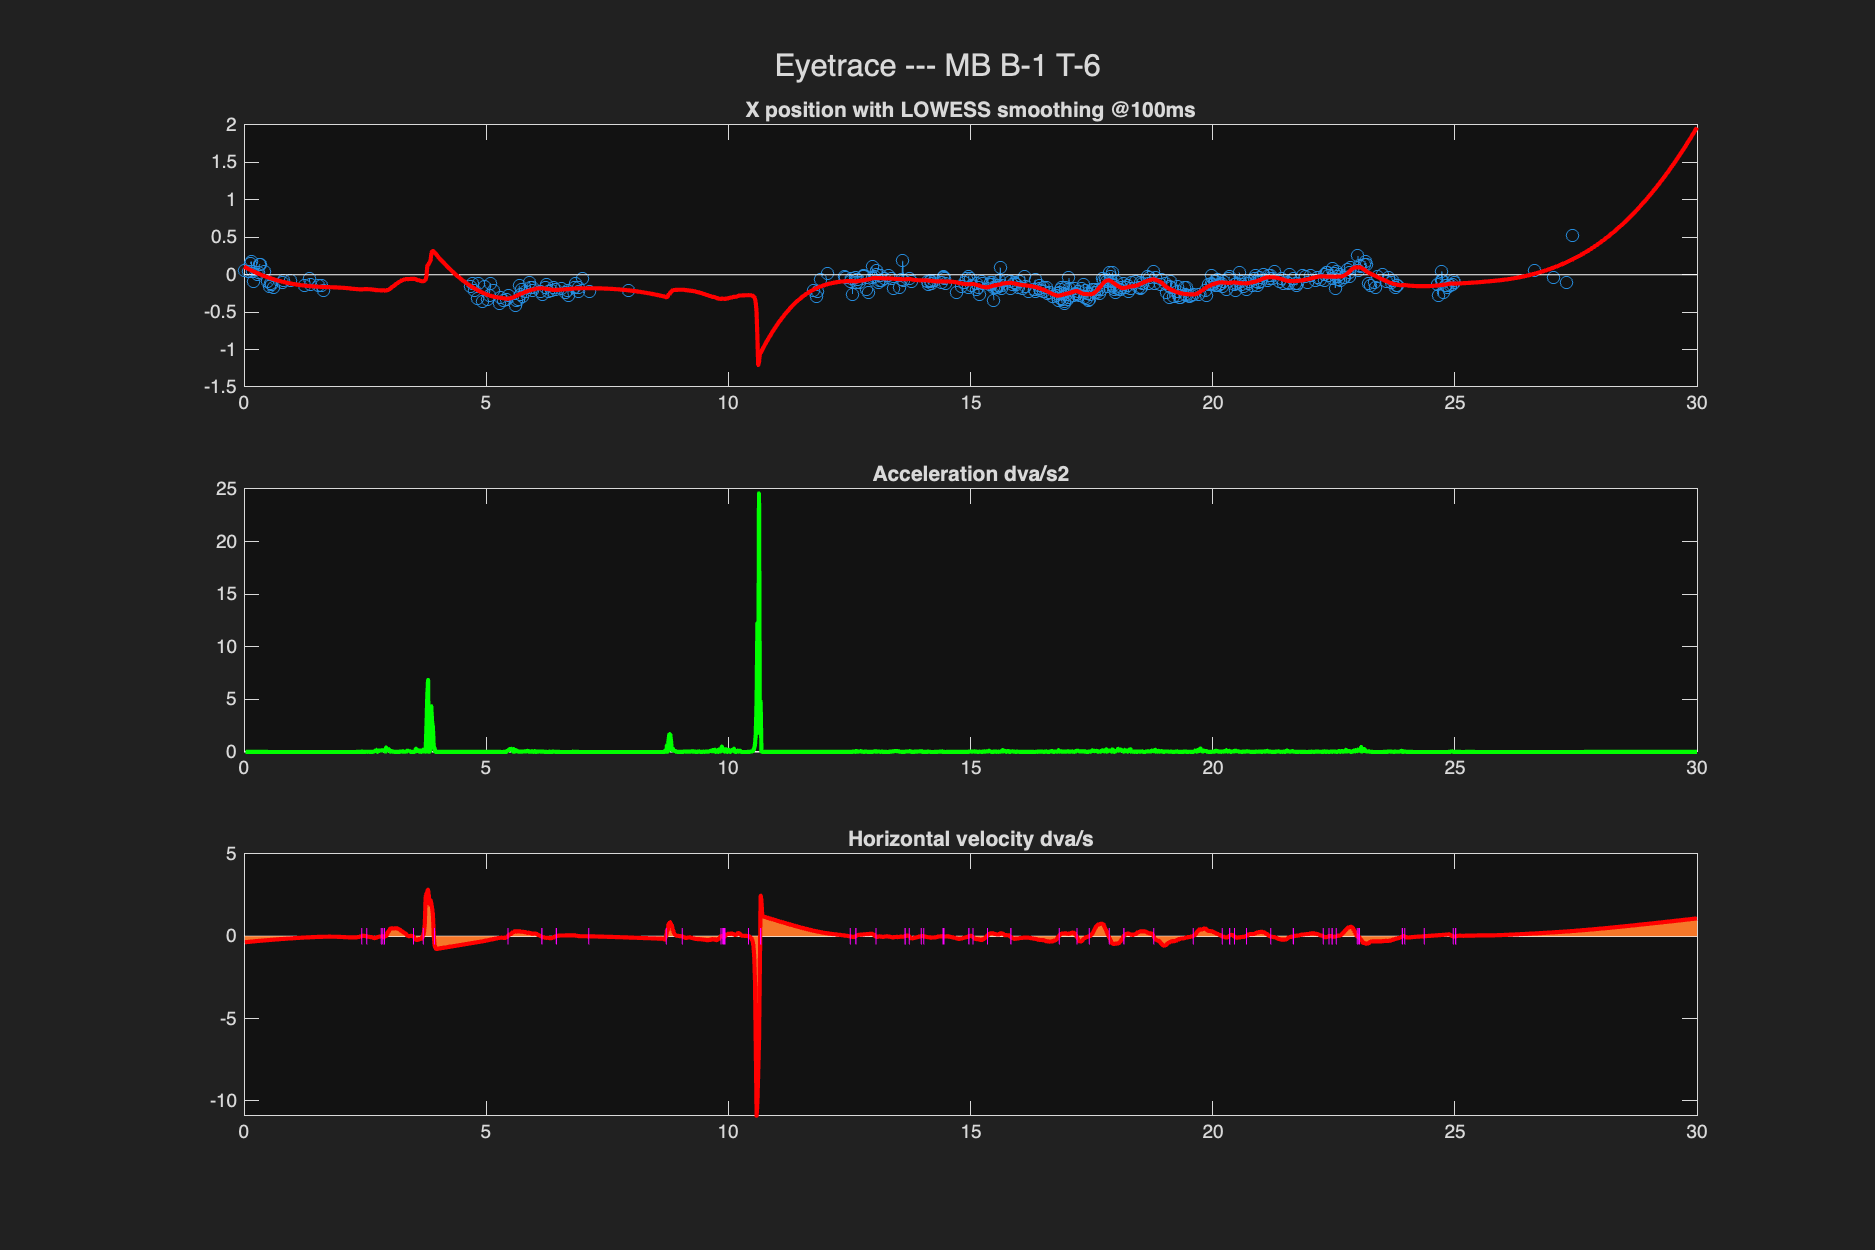 Eyetrace --- MB B-1 T-6
X position with LOWESS smoothing @100ms
2
1.5
1
0.5
0
-0.5
-1
-1.5
0 5 10 15 20 25 30
Acceleration dva/s2
25
20
15
10
5
0
0 5 10 15 20 25 30
Horizontal velocity dva/s
5
0
-5
-10
0 5 10 15 20 25 30